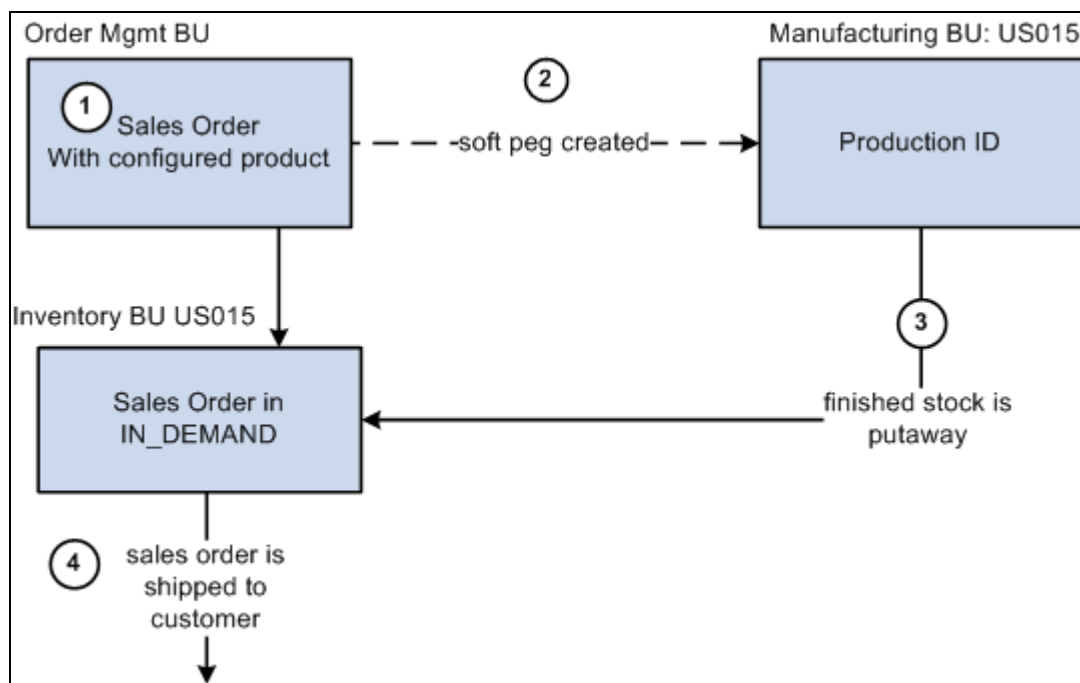 Order Mgmt BU
Manufacturing BU: US015
1
Sales Order
With configured product
2
soft peg created
Production ID
Inventory BU US015
3
Sales Order in
IN_DEMAND
finished stock is
putaway
4
sales order is
shipped to
customer